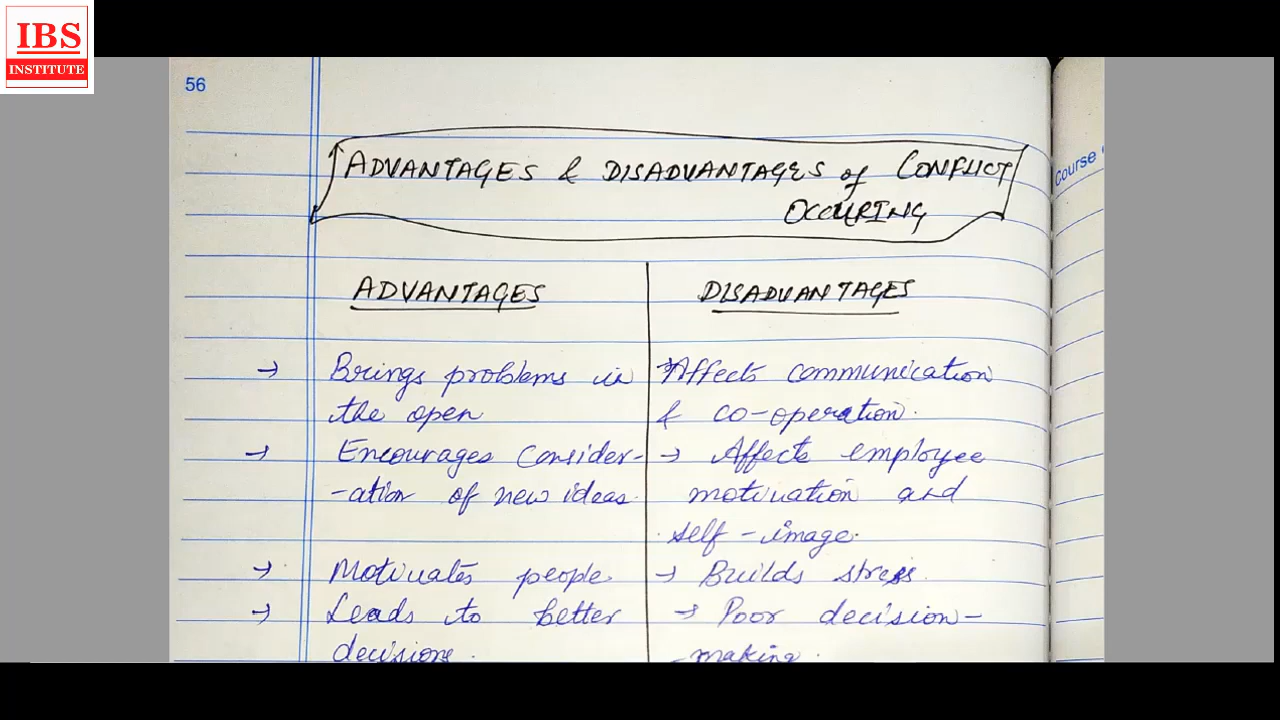 IBS
INSTITUTE
56
ADVANTAGES & DISADVANTAGES of CONFLICT
OCCURING
Course
ADVANTAGES
→ Brings problems in
the open
→ Encourages Consider-
-ation of new ideas.
→ Motivates people
→ Leads to better
decisions.
DISADVANTAGES
→ Affects communication
& co-operation.
→ Affects employee
motivation and
self-image.
→ Builds stress.
→ Poor decision-
-making.